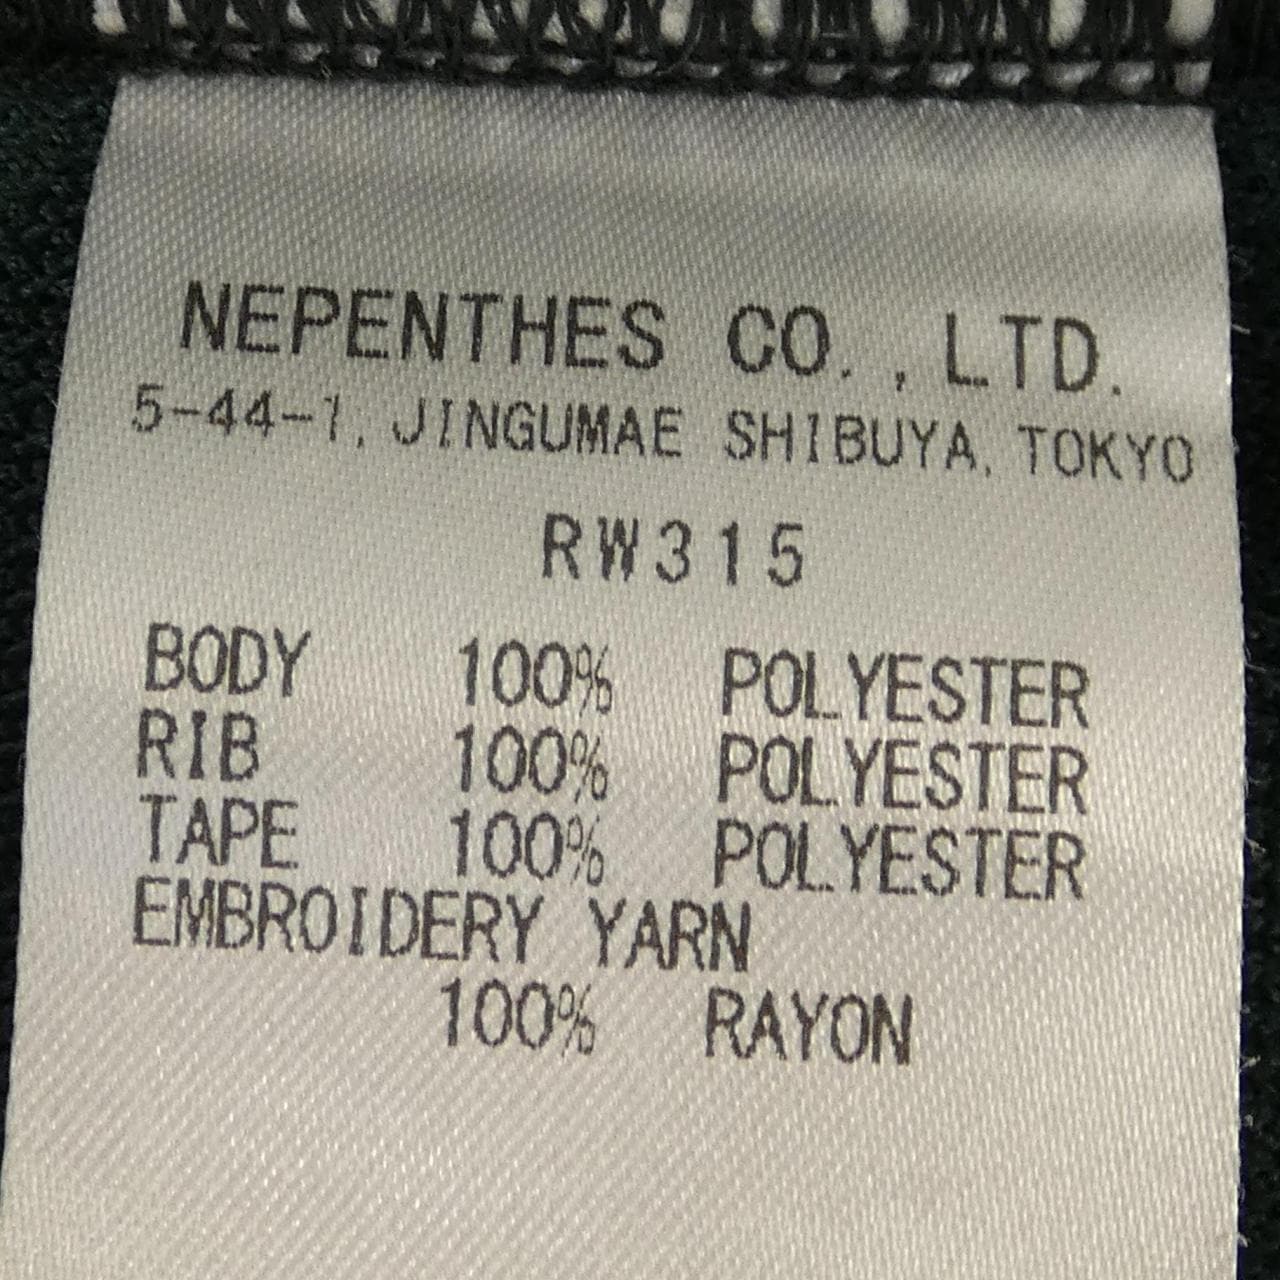 NEPENTHES CO., LTD.
5-44-1, JINGUMAE SHIBUYA, TOKYO
RW315
BODY 100% POLYESTER
RIB 100% POLYESTER
TAPE 100% POLYESTER
EMBROIDERY YARN
100% RAYON